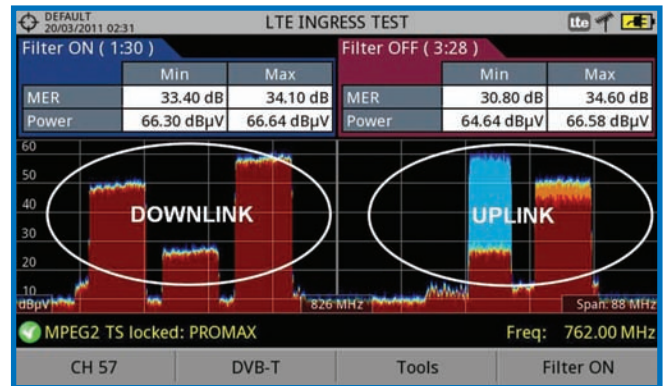 DEFAULT
20/03/2011 02:31
LTE INGRESS TEST
lte
Filter ON ( 1:30 )
Min Max
MER 33.40 dB 34.10 dB
Power 66.30 dBµV 66.64 dBµV
Filter OFF ( 3:28 )
Min Max
MER 30.80 dB 34.60 dB
Power 64.64 dBµV 66.58 dBµV
60
50
40
30
20
10
dBµV
DOWNLINK
UPLINK
826 MHz
Span: 88 MHz
MPEG2 TS locked: PROMAX
Freq: 762.00 MHz
CH 57 DVB-T Tools Filter ON